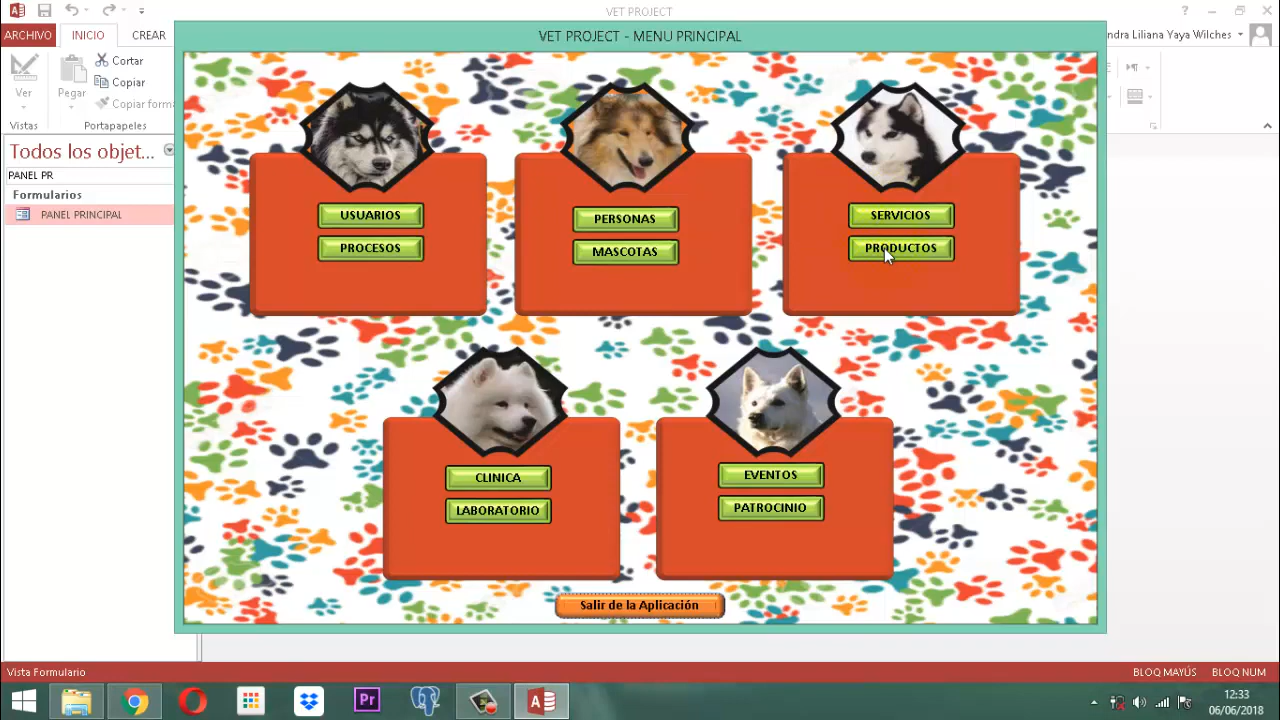 VET PROJECT
ARCHIVO
INICIO
CREAR
ndra Liliana Yaya Wilches
Ver
Pegar
Cortar
Copiar
Copiar forma
Vistas
Portapapeles
Todos los objet...
PANEL PR
Formularios
PANEL PRINCIPAL
VET PROJECT - MENU PRINCIPAL
USUARIOS
PROCESOS
PERSONAS
MASCOTAS
SERVICIOS
PRODUCTOS
CLINICA
LABORATORIO
EVENTOS
PATROCINIO
Salir de la Aplicación
Vista Formulario
BLOQ MAYÚS
BLOQ NUM
Pr
12:33
06/06/2018